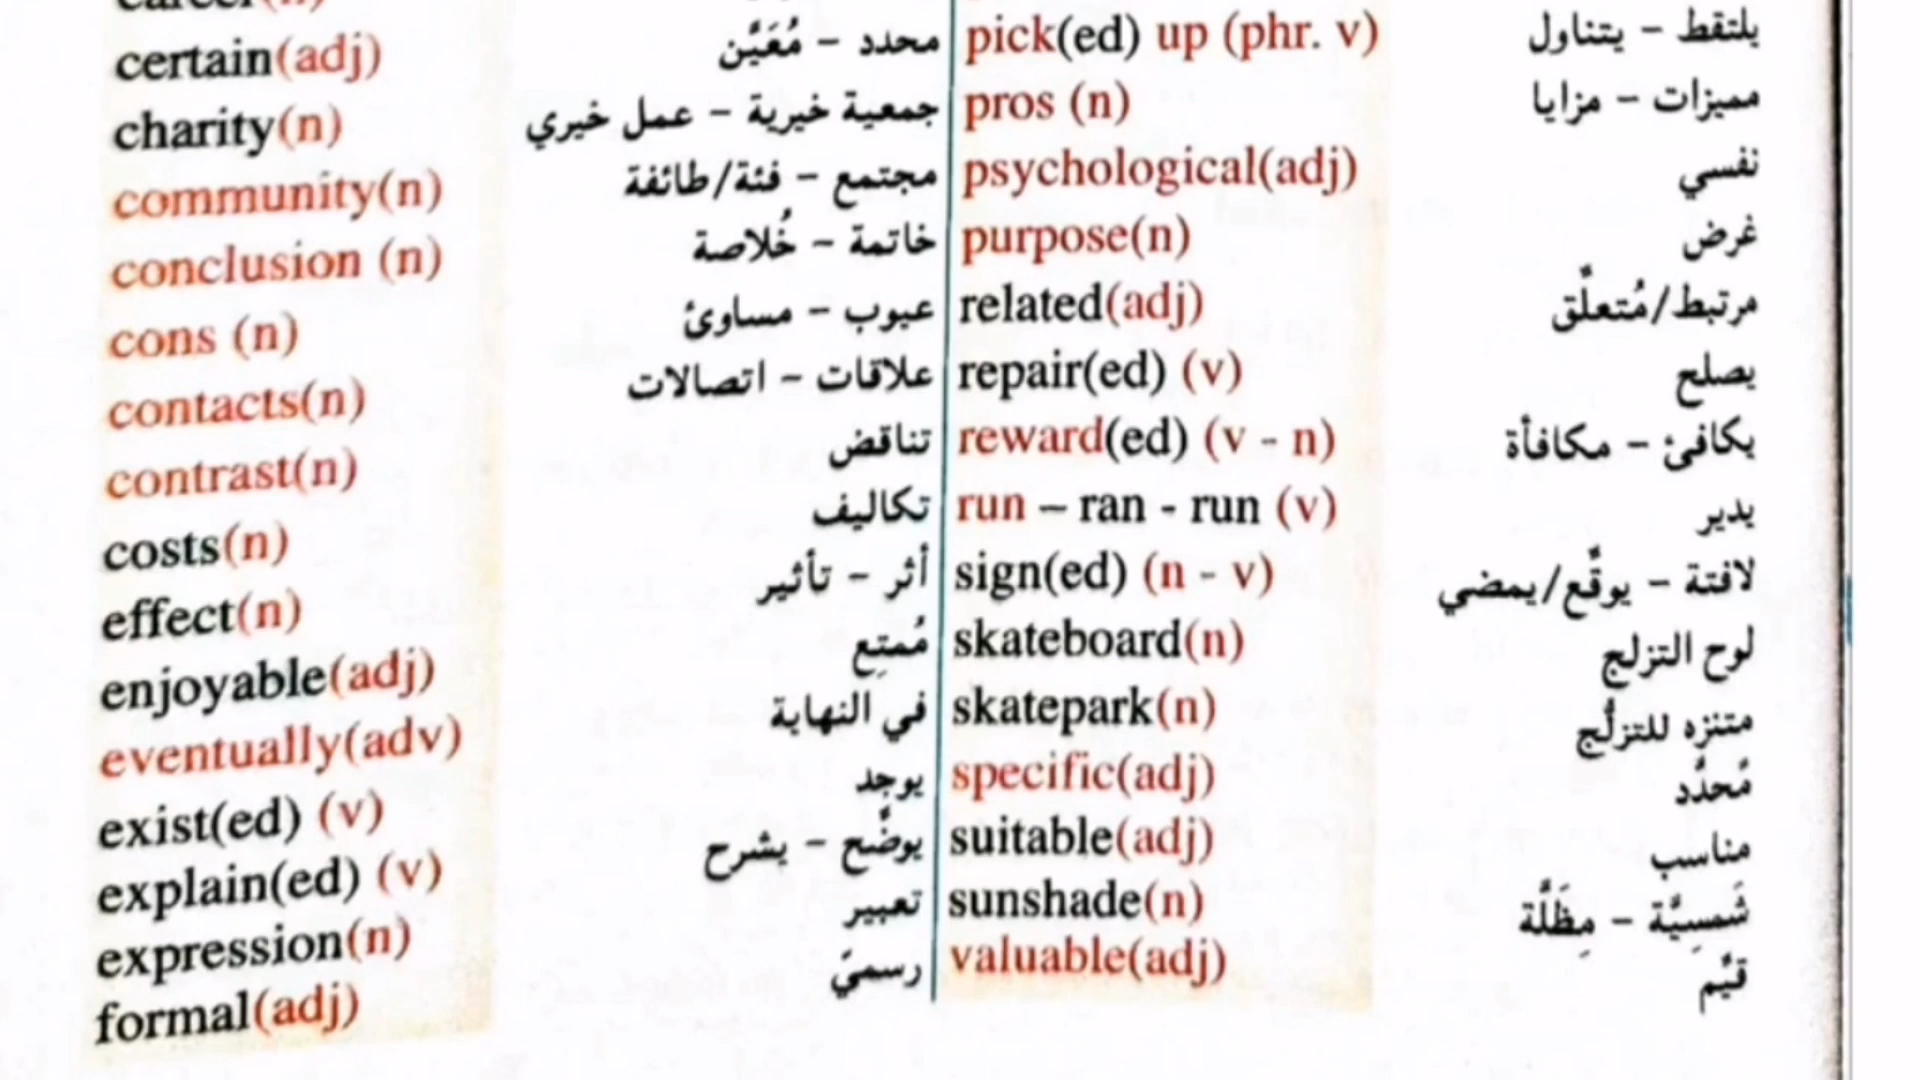 certain(adj) محدد – مُعَيَّن
charity(n) جمعية خيرية – عمل خيري
community(n) مجتمع – فئة/طائفة
conclusion (n) خاتمة – خُلاصة
cons (n) عيوب – مساوئ
contacts(n) علاقات – اتصالات
contrast(n) تناقض
costs(n) تكاليف
effect(n) أثر – تأثير
enjoyable(adj) مُمتِع
eventually(adv) في النهاية
exist(ed) (v) يوجد
explain(ed) (v) يوضَّح – يشرح
expression(n) تعبير
formal(adj) رسميّ
pick(ed) up (phr. v) يلتقط – يتناول
pros (n) مميزات – مزايا
psychological(adj) نفسي
purpose(n) غرض
related(adj) مرتبط/مُتعلَّق
repair(ed) (v) يصلح
reward(ed) (v - n) يكافئ – مكافأة
run – ran - run (v) يدير
sign(ed) (n - v) لافتة – يوقَّع/يمضي
skateboard(n) لوح التزلج
skatepark(n) متنزه للتزلُّج
specific(adj) مُحدَّد
suitable(adj) مناسب
sunshade(n) شَمسِيَّة – مِظَلَّة
valuable(adj) قيَّم